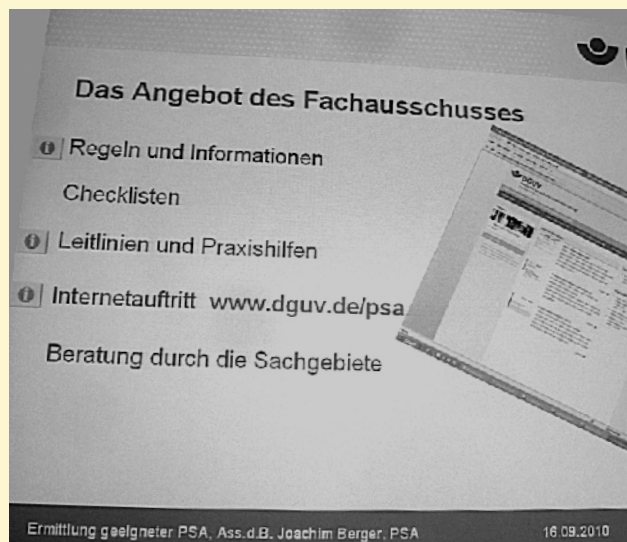 Das Angebot des Fachausschusses
Regeln und Informationen
Checklisten
Leitlinien und Praxishilfen
Internetauftritt www.dguv.de/psa
Beratung durch die Sachgebiete
DGUV
Ermittlung geeigneter PSA, Ass.d.B. Joachim Berger, PSA
16.09.2010